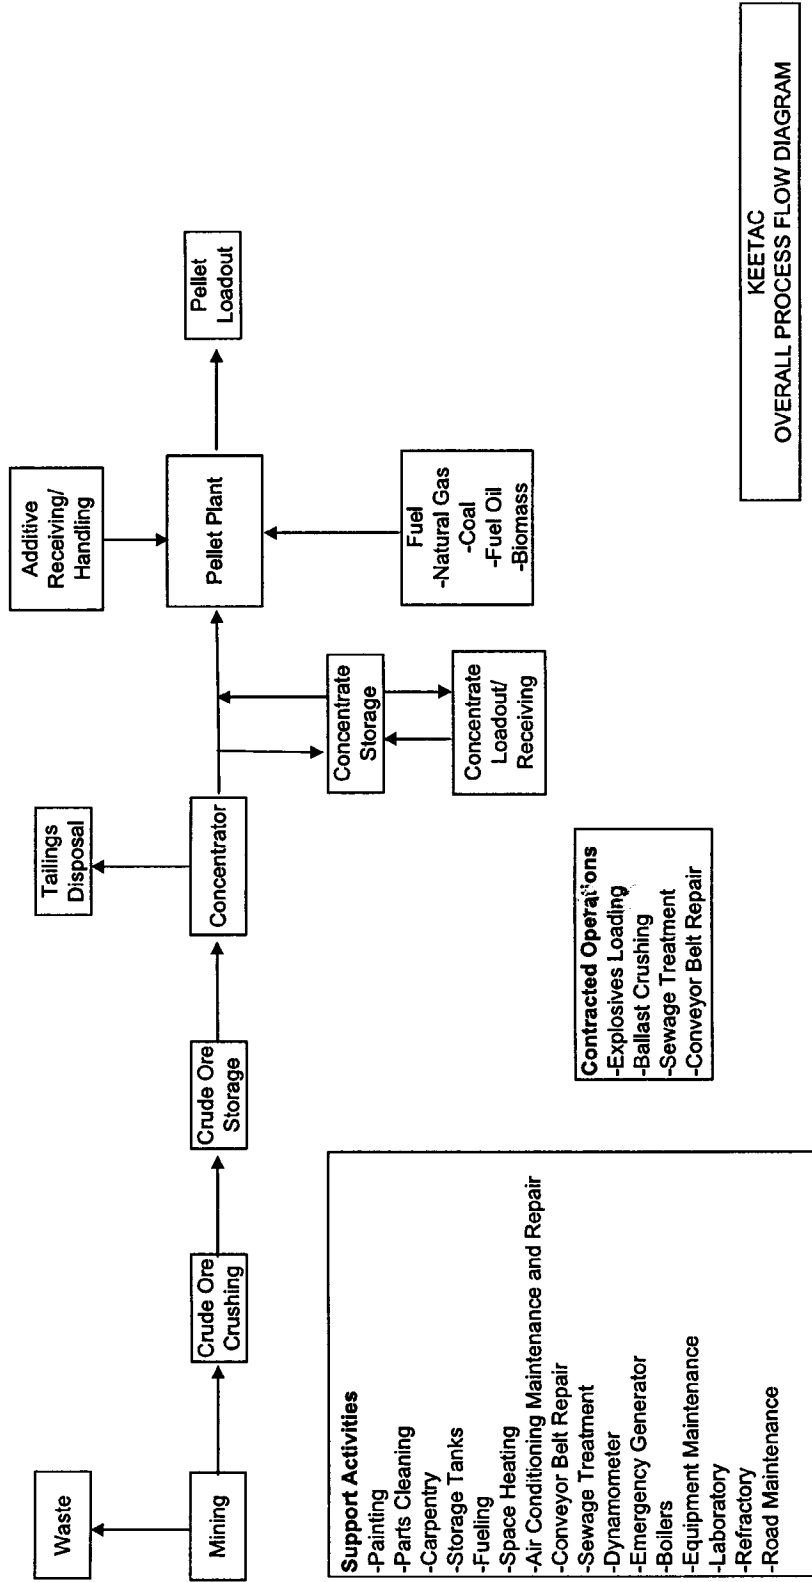 Waste
Mining
Crude Ore
Crushing
Crude Ore
Storage
Tailings
Disposal
Concentrator
Concentrate
Storage
Concentrate
Loadout/
Receiving
Additive
Receiving/
Handling
Pellet Plant
Fuel
-Natural Gas
-Coal
-Fuel Oil
-Biomass
Pellet
Loadout
Support Activities
-Painting
-Parts Cleaning
-Carpentry
-Storage Tanks
-Fueling
-Space Heating
-Air Conditioning Maintenance and Repair
-Conveyor Belt Repair
-Sewage Treatment
-Dynamometer
-Emergency Generator
-Boilers
-Equipment Maintenance
-Laboratory
-Refractory
-Road Maintenance
Contracted Operations
-Explosives Loading
-Ballast Crushing
-Sewage Treatment
-Conveyor Belt Repair
KEETAC
OVERALL PROCESS FLOW DIAGRAM